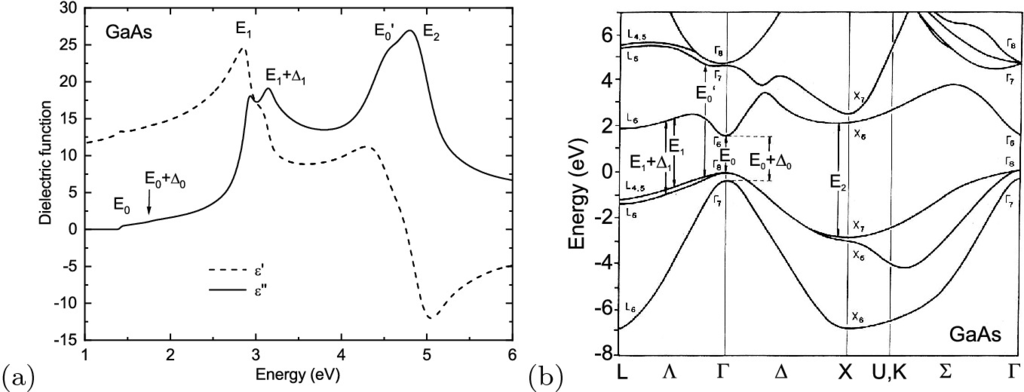 GaAs
E₁
E₀'
E₂
E₁+Δ₁
E₀+Δ₀
E₀
ε'
ε"
30
25
20
15
10
5
0
-5
-10
-15
1 2 3 4 5 6
Dielectric function
Energy (eV)
(a)
6
4
2
0
-2
-4
-6
-8
Energy (eV)
L₄,₅
L₆
Γ₈
Γ₇
E₀'
X₇
Γ₈
Γ₇
L₆
Γ₆
X₆
Γ₆
E₁+Δ₁
E₁
Γ₈
E₀
E₀+Δ₀
E₂
Γ₈
L₄,₅
L₆
Γ₇
X₇
X₆
Γ₇
L₆
X₆
GaAs
L Λ Γ Δ X U,K Σ Γ
(b)